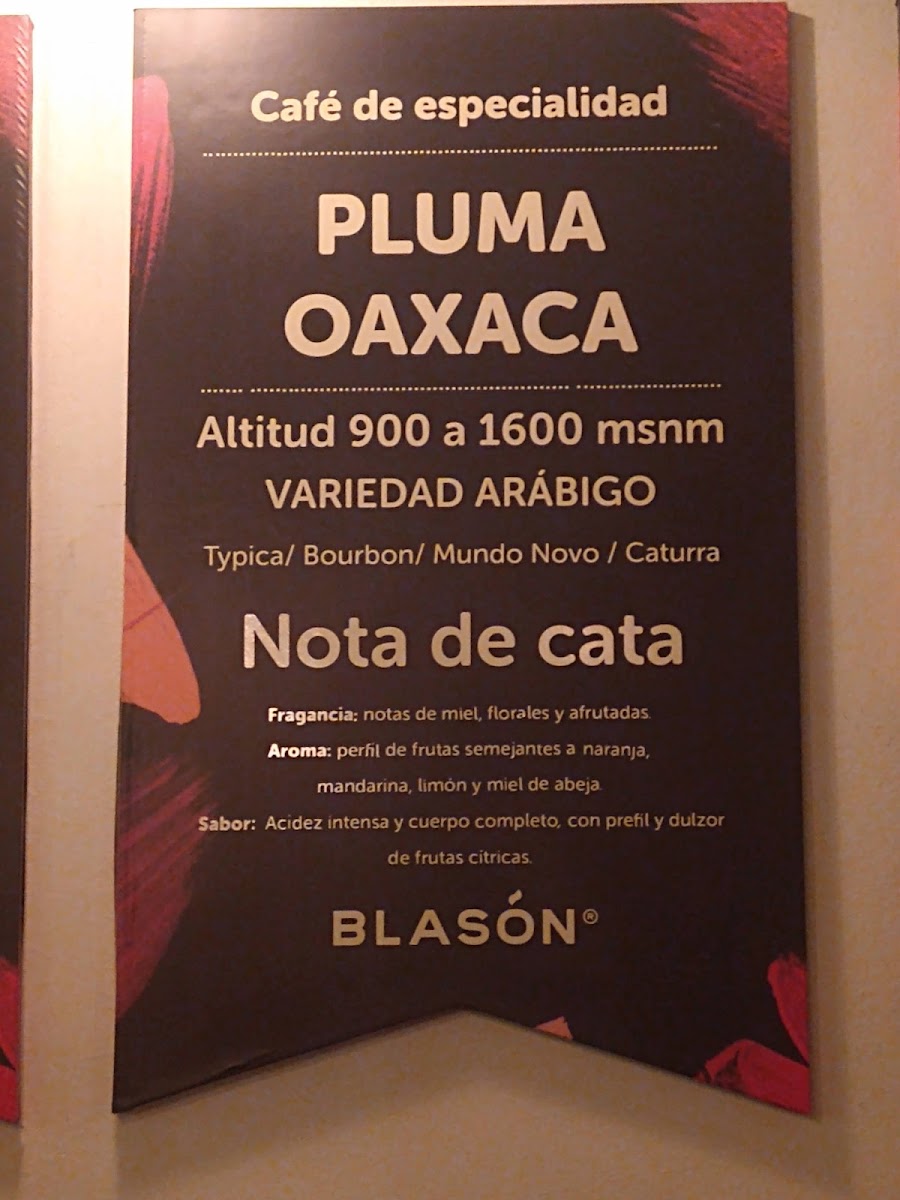 Café de especialidad
PLUMA
OAXACA
Altitud 900 a 1600 msnm
VARIEDAD ARÁBIGO
Typica/ Bourbon/ Mundo Novo / Caturra
Nota de cata
Fragancia: notas de miel, florales y afrutadas.
Aroma: perfil de frutas semejantes a naranja,
mandarina, limón y miel de abeja.
Sabor: Acidez intensa y cuerpo completo, con prefil y dulzor
de frutas citricas.
BLASÓN®